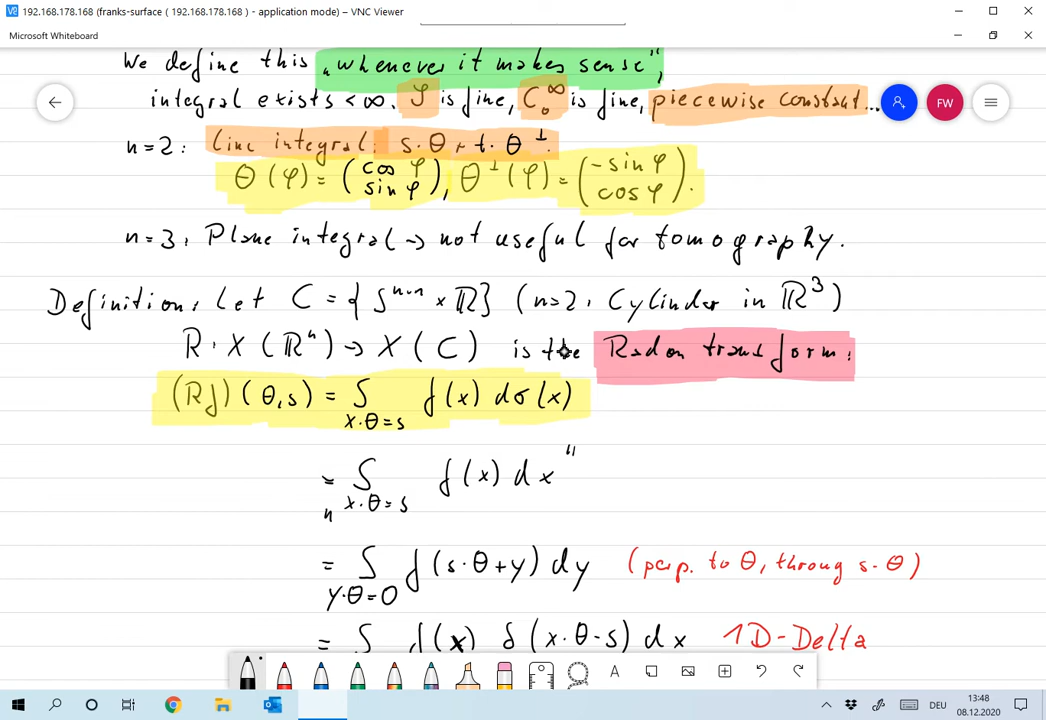 192.168.178.168 (franks-surface ( 192.168.178.168 ) - application mode) – VNC Viewer
Microsoft Whiteboard
We define this „whenever it makes sense",
integral exists < ∞. 𝒮 is fine, C₀^∞ is fine, piecewise constant...
n=2: Line integral: s·θ + t·θ^⊥.
θ(φ) = (cos φ sin φ), θ^⊥(φ) = (-sin φ cos φ).
n=3: Plane integral → not useful for tomography.
Definition: Let C = { S^{n-1} × ℝ} (n=2: Cylinder in ℝ³)
R: X(ℝⁿ) → X(C) is the Radon transform:
(Rf)(θ,s) = ∫_{x·θ=s} f(x) dσ(x)
= „∫_{x·θ=s} f(x) dx"
= ∫_{y·θ=0} f(s·θ+y) dy (perp. to θ, throug s·θ)
= ∫ f(x) δ(x·θ-s) dx 1D-Delta
FW
A
DEU
13:48
08.12.2020